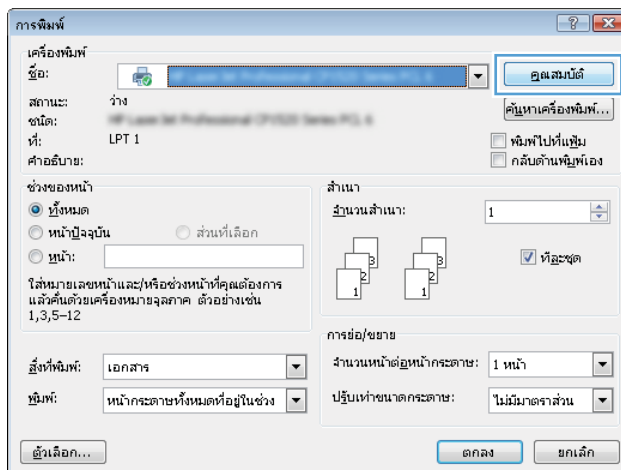 การพิมพ์
เครื่องพิมพ์
ชื่อ:
คุณสมบัติ
สถานะ: ว่าง
ค้นหาเครื่องพิมพ์...
ชนิด:
ที่: LPT 1
พิมพ์ไปที่แฟ้ม
คำอธิบาย:
กลับด้านพิมพ์เอง
ช่วงของหน้า
ทั้งหมด
หน้าปัจจุบัน ส่วนที่เลือก
หน้า:
ใส่หมายเลขหน้าและ/หรือช่วงหน้าที่คุณต้องการ
แล้วคั่นด้วยเครื่องหมายจุลภาค ตัวอย่างเช่น
1,3,5–12
สำเนา
จำนวนสำเนา: 1
3 3
2 2
1 1
ทีละชุด
สิ่งที่พิมพ์: เอกสาร
พิมพ์: หน้ากระดาษทั้งหมดที่อยู่ในช่วง
การย่อ/ขยาย
จำนวนหน้าต่อหน้ากระดาษ: 1 หน้า
ปรับเท่าขนาดกระดาษ: ไม่มีมาตราส่วน
ตัวเลือก...
ตกลง
ยกเลิก